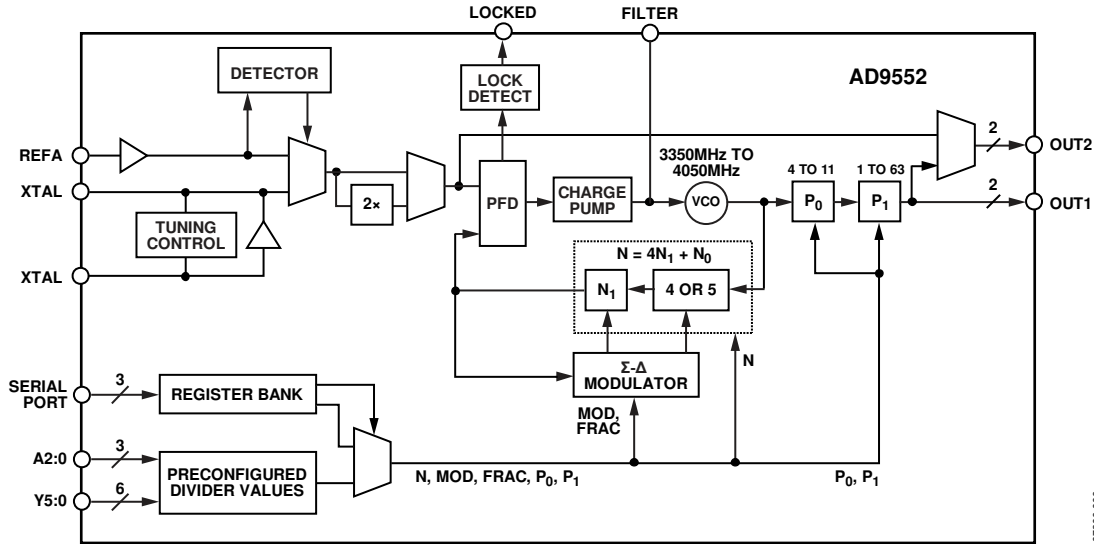 LOCKED
FILTER
AD9552
DETECTOR
LOCK
DETECT
REFA
XTAL
TUNING
CONTROL
XTAL
2×
PFD
CHARGE
PUMP
3350MHz TO
4050MHz
VCO
4 TO 11
P0
1 TO 63
P1
2
OUT2
2
OUT1
N = 4N1 + N0
N1
4 OR 5
N
Σ-Δ
MODULATOR
MOD,
FRAC
SERIAL
PORT
3
REGISTER BANK
A2:0
3
Y5:0
6
PRECONFIGURED
DIVIDER VALUES
N, MOD, FRAC, P0, P1
P0, P1